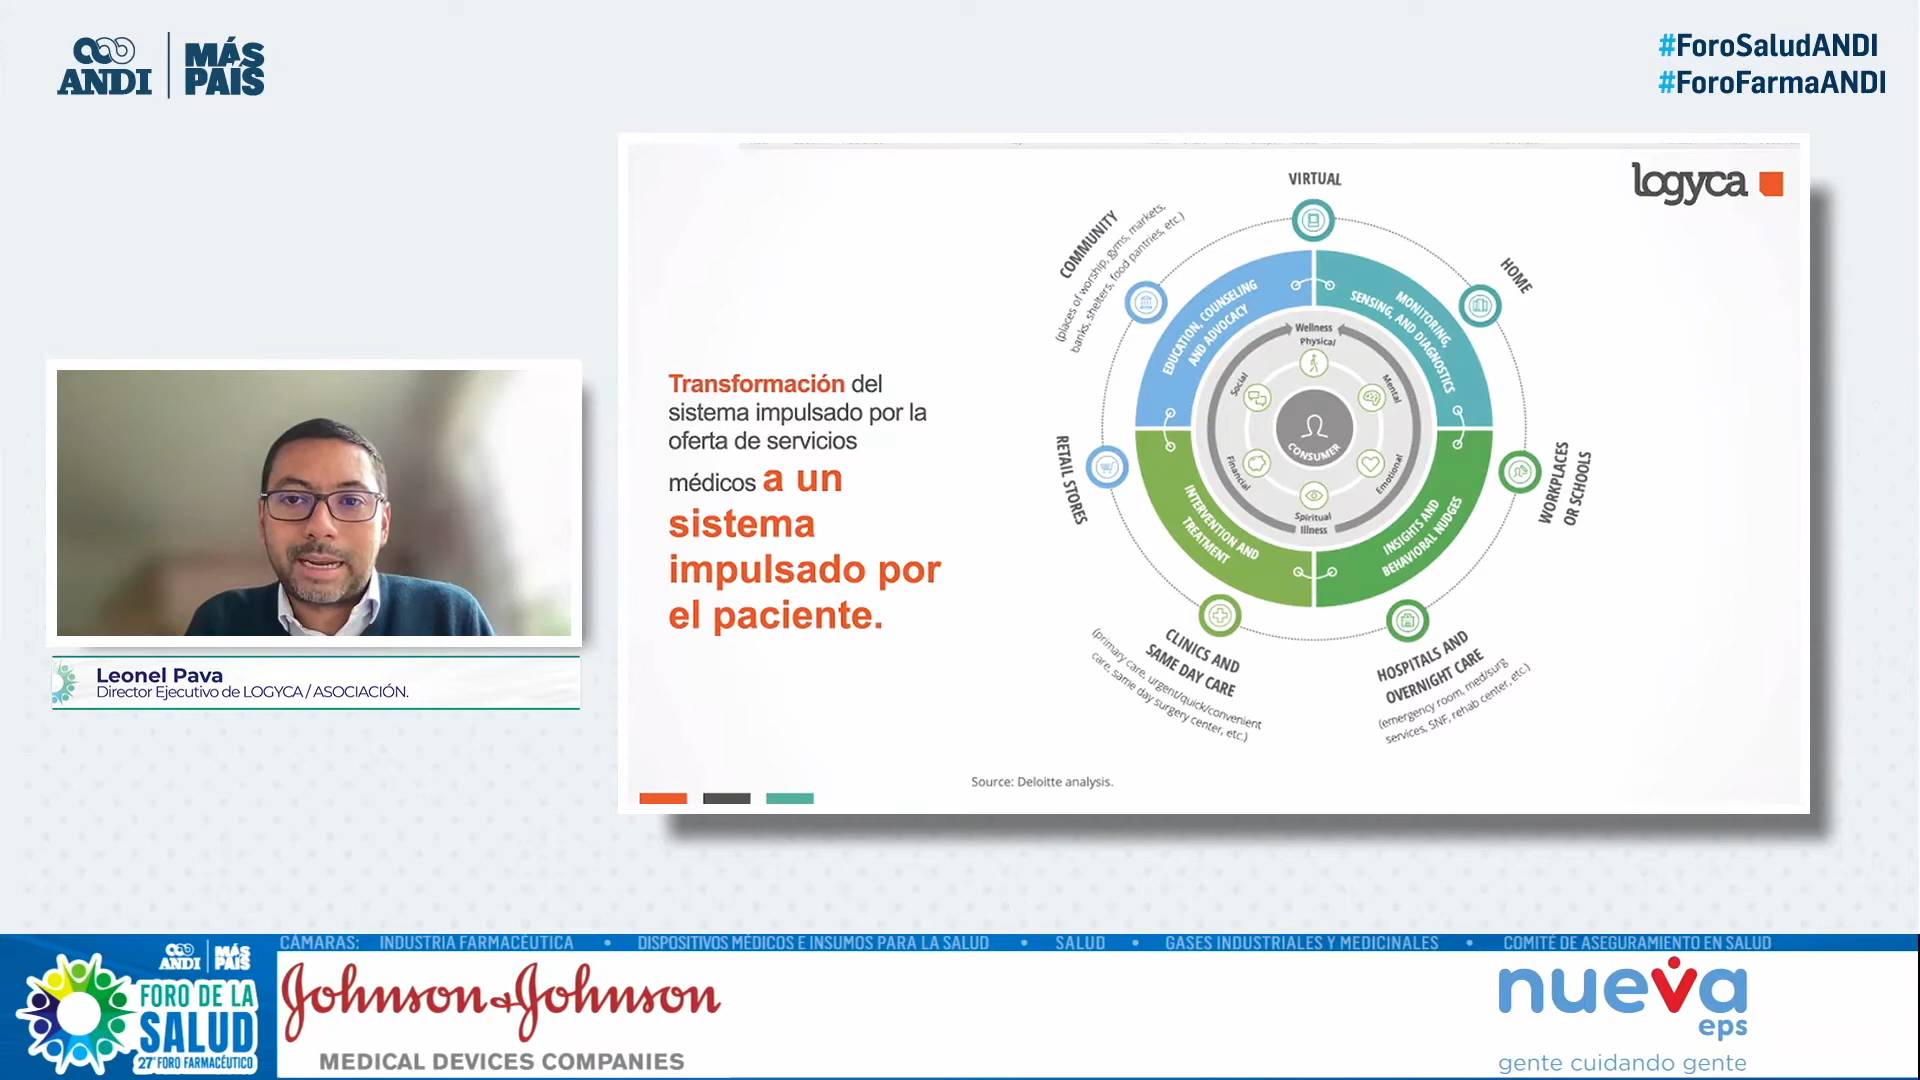 ANDI
MÁS
PAÍS
#ForoSaludANDI
#ForoFarmaANDI
logyca
Transformación del
sistema impulsado por la
oferta de servicios
médicos a un
sistema
impulsado por
el paciente.
VIRTUAL
HOME
WORKPLACES
OR SCHOOLS
HOSPITALS AND
OVERNIGHT CARE
(emergency room, med/surg
services, SNF, rehab center, etc.)
CLINICS AND
SAME DAY CARE
(primary care, urgent/quick/convenient
care, same day surgery center, etc.)
RETAIL STORES
COMMUNITY
(places of worship, gyms, markets,
banks, shelters, food pantries, etc.)
EDUCATION, COUNSELING
AND ADVOCACY
MONITORING,
SENSING, AND DIAGNOSTICS
INSIGHTS AND
BEHAVIORAL NUDGES
INTERVENTION AND
TREATMENT
Wellness
Physical
Mental
Emotional
Spiritual
Illness
Financial
Social
CONSUMER
Source: Deloitte analysis.
Leonel Pava
Director Ejecutivo de LOGYCA / ASOCIACIÓN.
CÁMARAS: INDUSTRIA FARMACÉUTICA • DISPOSITIVOS MÉDICOS E INSUMOS PARA LA SALUD • SALUD • GASES INDUSTRIALES Y MEDICINALES • COMITÉ DE ASEGURAMIENTO EN SALUD
ANDI
MÁS
PAÍS
FORO DE LA
SALUD
27° FORO FARMACÉUTICO
Johnson & Johnson
MEDICAL DEVICES COMPANIES
nueva
eps
gente cuidando gente